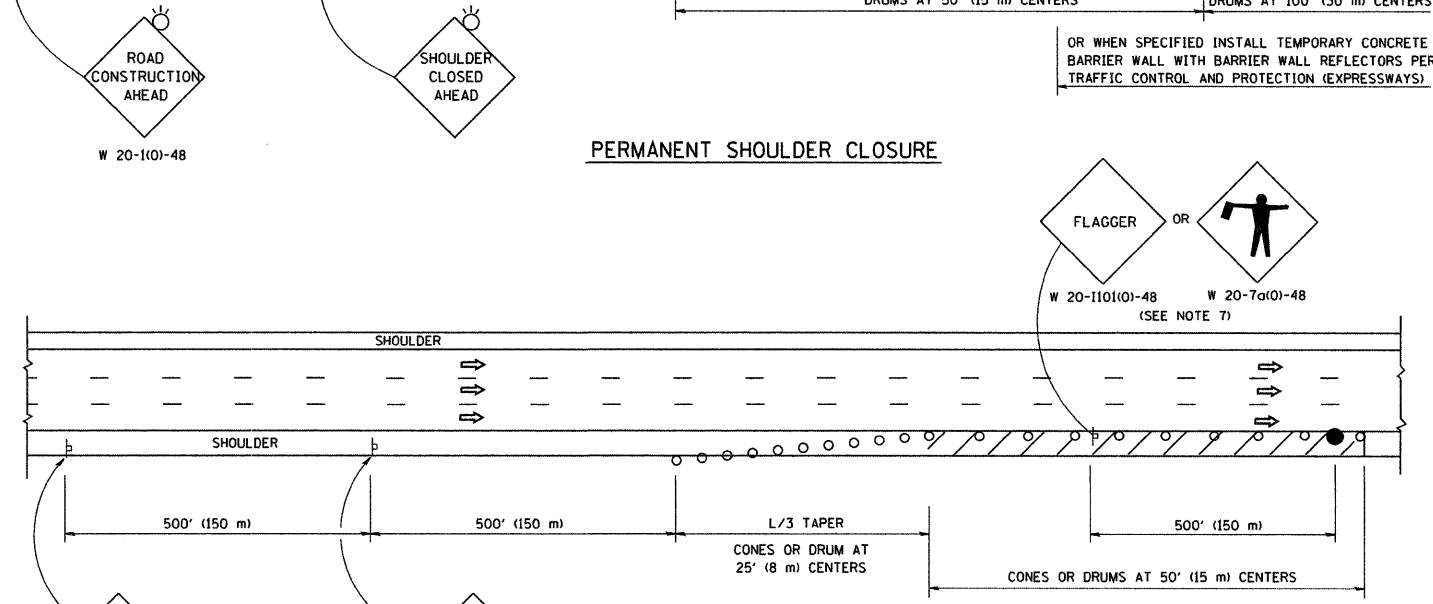 DRUMS AT 50' (15 m) CENTERS
DRUMS AT 100' (30 m) CENTERS
ROAD
CONSTRUCTION
AHEAD
SHOULDER
CLOSED
AHEAD
OR WHEN SPECIFIED INSTALL TEMPORARY CONCRETE
BARRIER WALL WITH BARRIER WALL REFLECTORS PER
TRAFFIC CONTROL AND PROTECTION (EXPRESSWAYS)
W 20-1(O)-48
PERMANENT SHOULDER CLOSURE
FLAGGER
OR
W 20-I101(O)-48
W 20-7a(O)-48
(SEE NOTE 7)
SHOULDER
SHOULDER
500' (150 m)
500' (150 m)
L/3 TAPER
500' (150 m)
CONES OR DRUM AT
25' (8 m) CENTERS
CONES OR DRUMS AT 50' (15 m) CENTERS